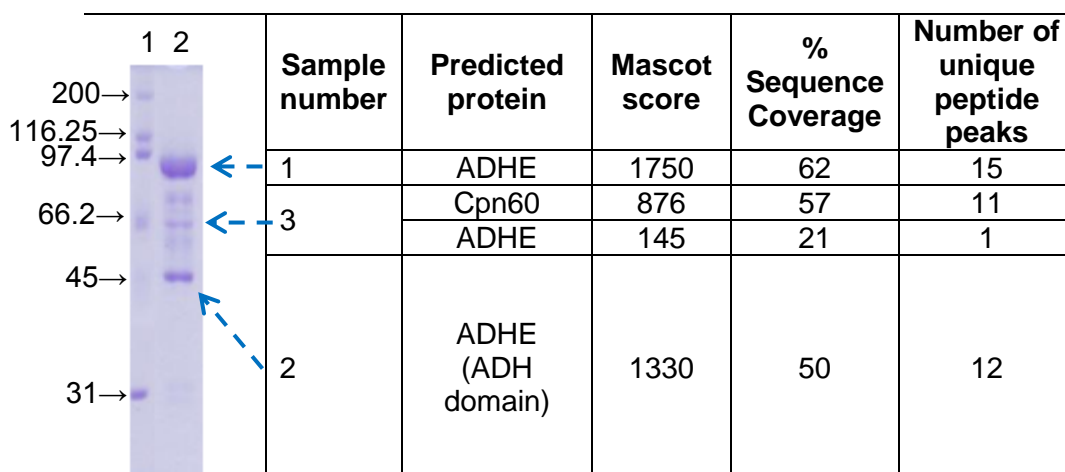 1 2
200→
116.25→
97.4→
66.2→
45→
31→
Sample number
Predicted protein
Mascot score
% Sequence Coverage
Number of unique peptide peaks
1 ADHE 1750 62 15
3 Cpn60 876 57 11
ADHE 145 21 1
2 ADHE (ADH domain) 1330 50 12